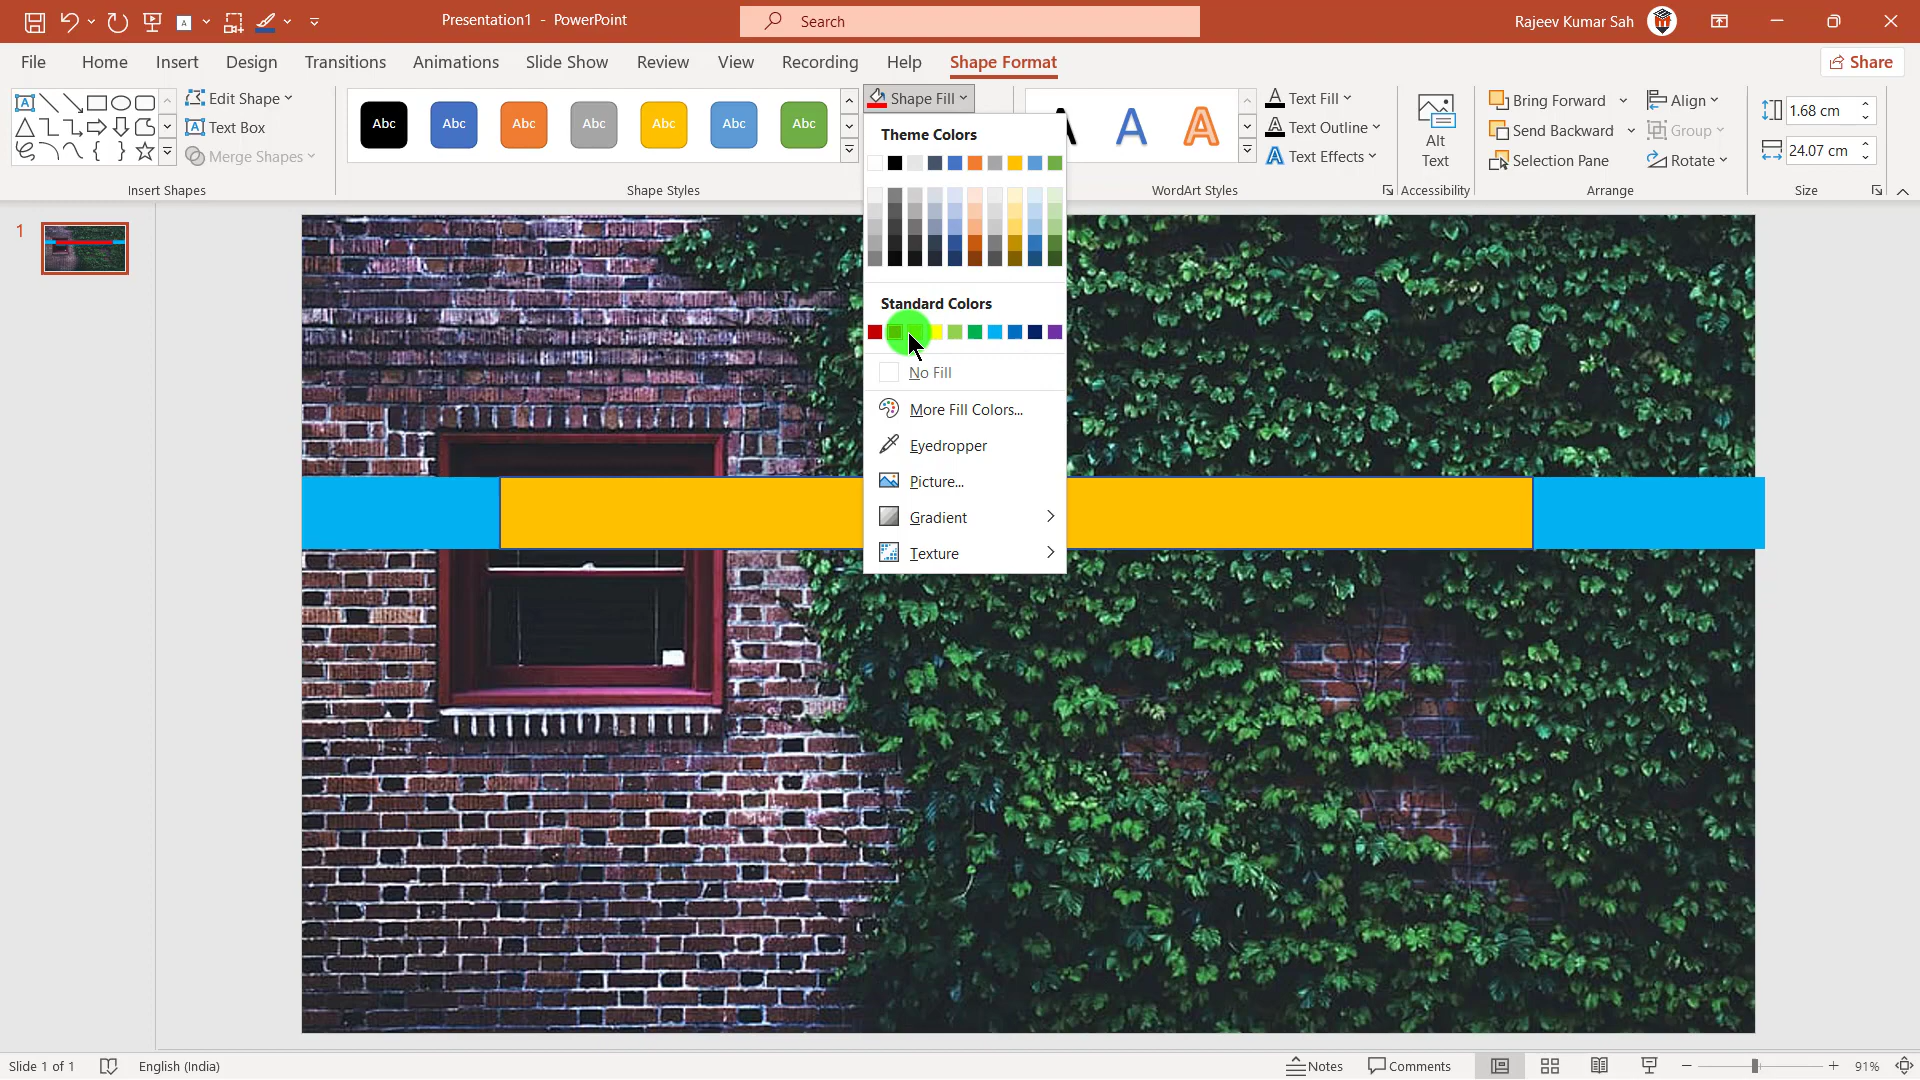 Presentation1 - PowerPoint
Search
Rajeev Kumar Sah
File Home Insert Design Transitions Animations Slide Show Review View Recording Help Shape Format
Share
Edit Shape
Text Box
Merge Shapes
Insert Shapes
Abc Abc Abc Abc Abc Abc Abc
Shape Styles
Shape Fill
Theme Colors
Standard Colors
No Fill
More Fill Colors...
Eyedropper
Picture...
Gradient
Texture
A A
Text Fill
Text Outline
Text Effects
WordArt Styles
Alt
Text
Accessibility
Bring Forward
Send Backward
Selection Pane
Align
Group
Rotate
Arrange
1.68 cm
24.07 cm
Size
1
Slide 1 of 1
English (India)
Notes
Comments
91%